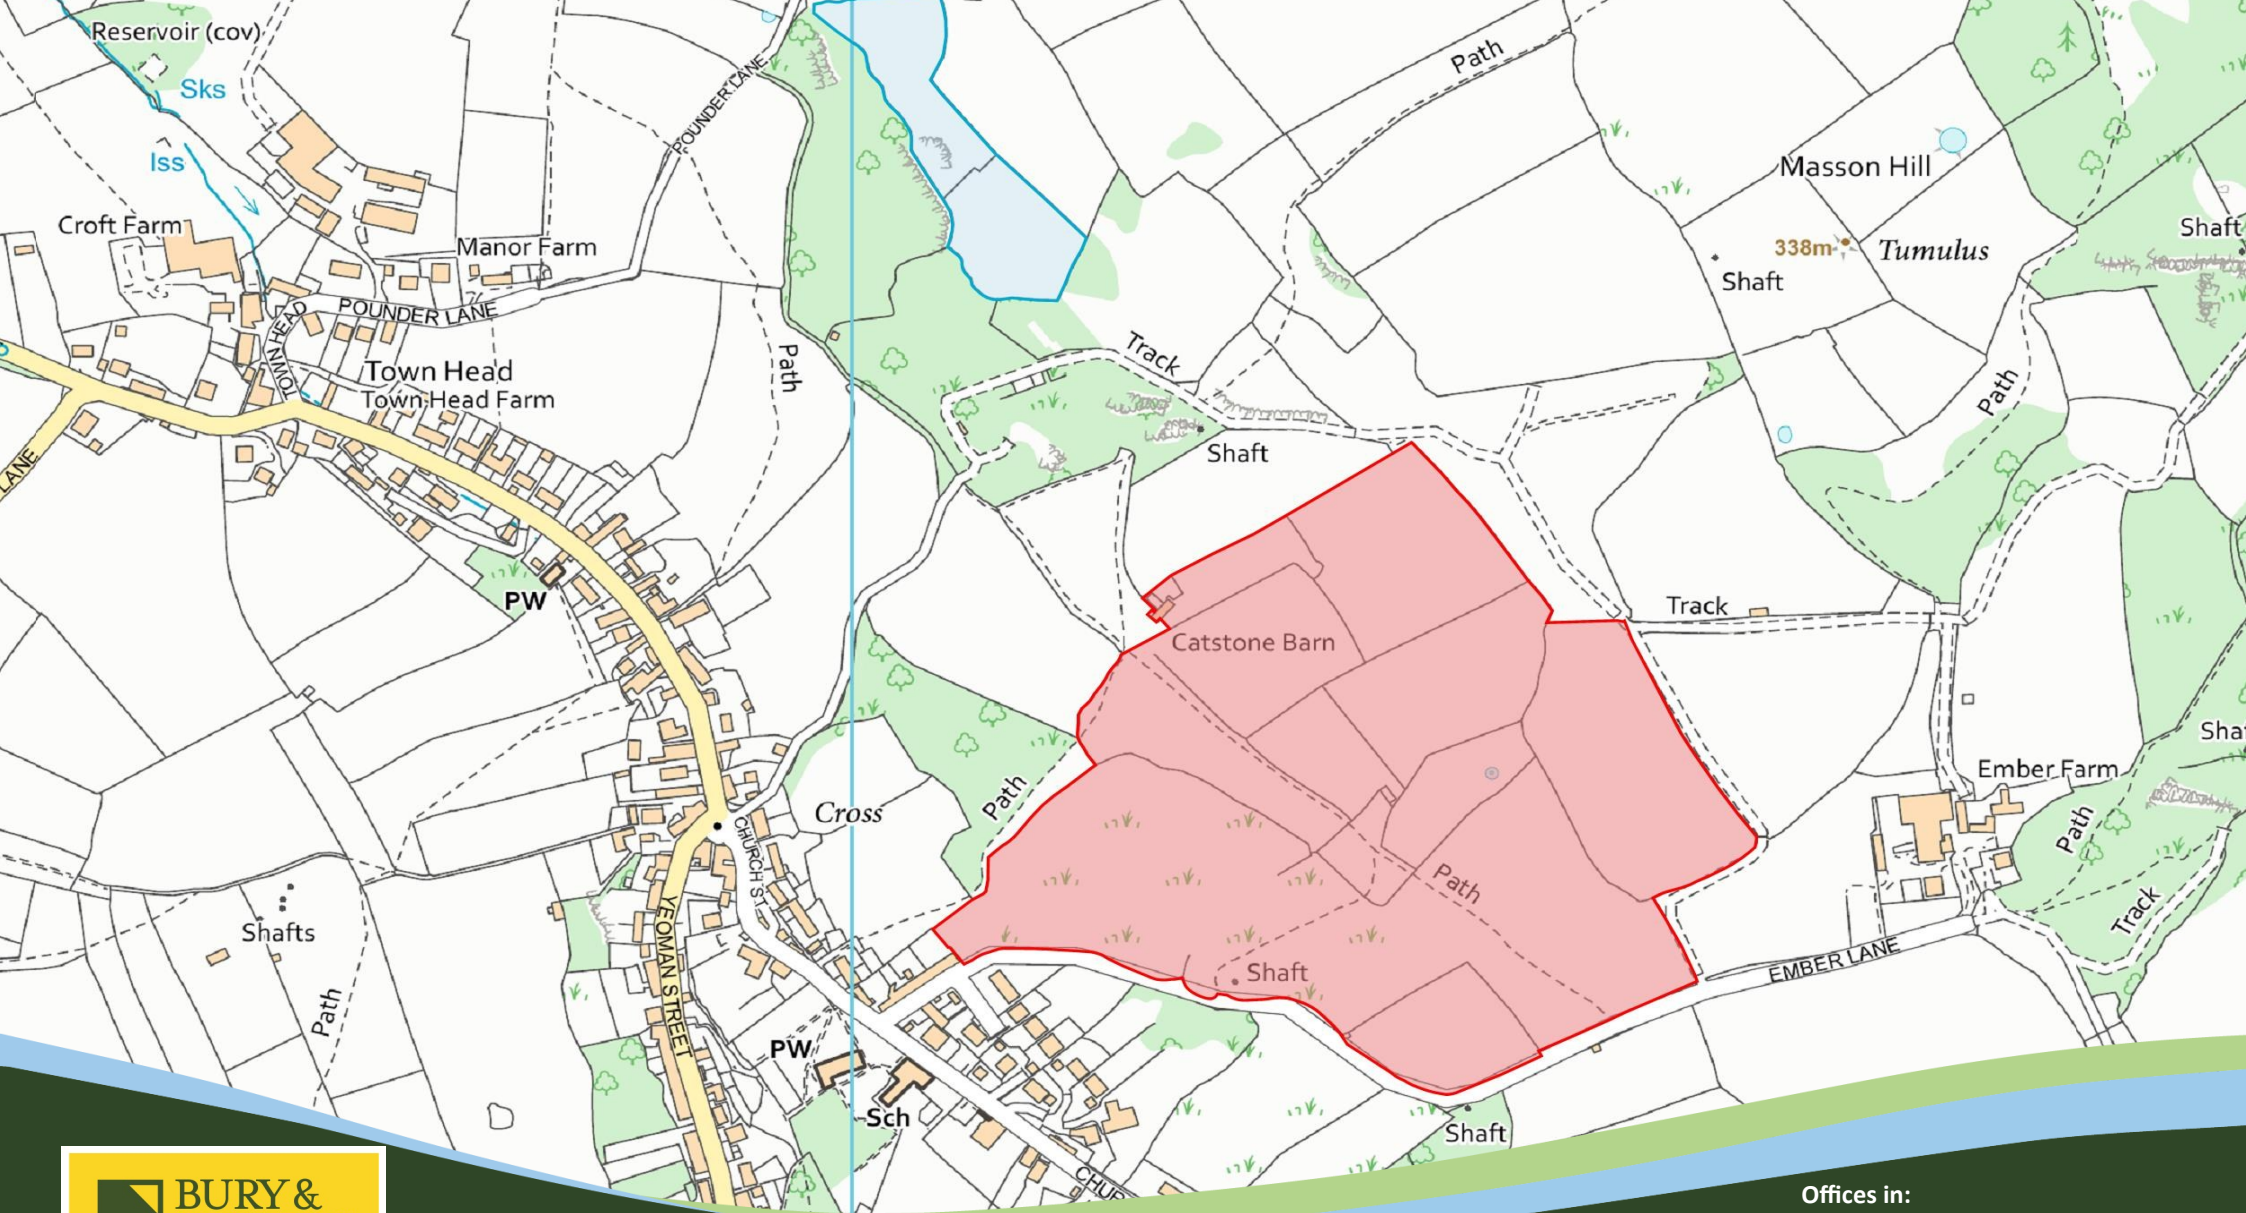 Reservoir (cov)
Sks
Iss
Path
POUNDER LANE
Masson Hill
Croft Farm
Manor Farm
338m
Tumulus
Shaft
Shaft
POUNDER LANE
TOWN HEAD
Town Head
Town Head Farm
Path
Track
Path
Shaft
LANE
PW
Track
Catstone Barn
Sha
Ember Farm
Path
Cross
Path
CHURCH ST
Path
Track
Shafts
YEOMAN STREET
EMBER LANE
Shaft
Path
PW
Sch
Shaft
CHUR
BURY &
Offices in: